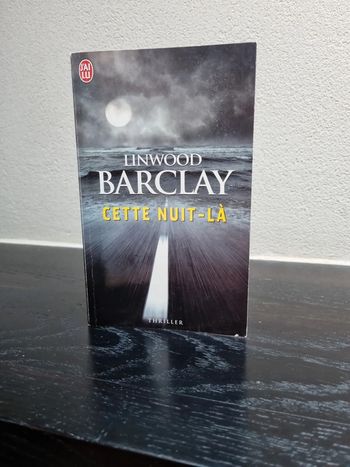 J'AI
LU
LINWOOD
BARCLAY
CETTE NUIT-LÀ
THRILLER